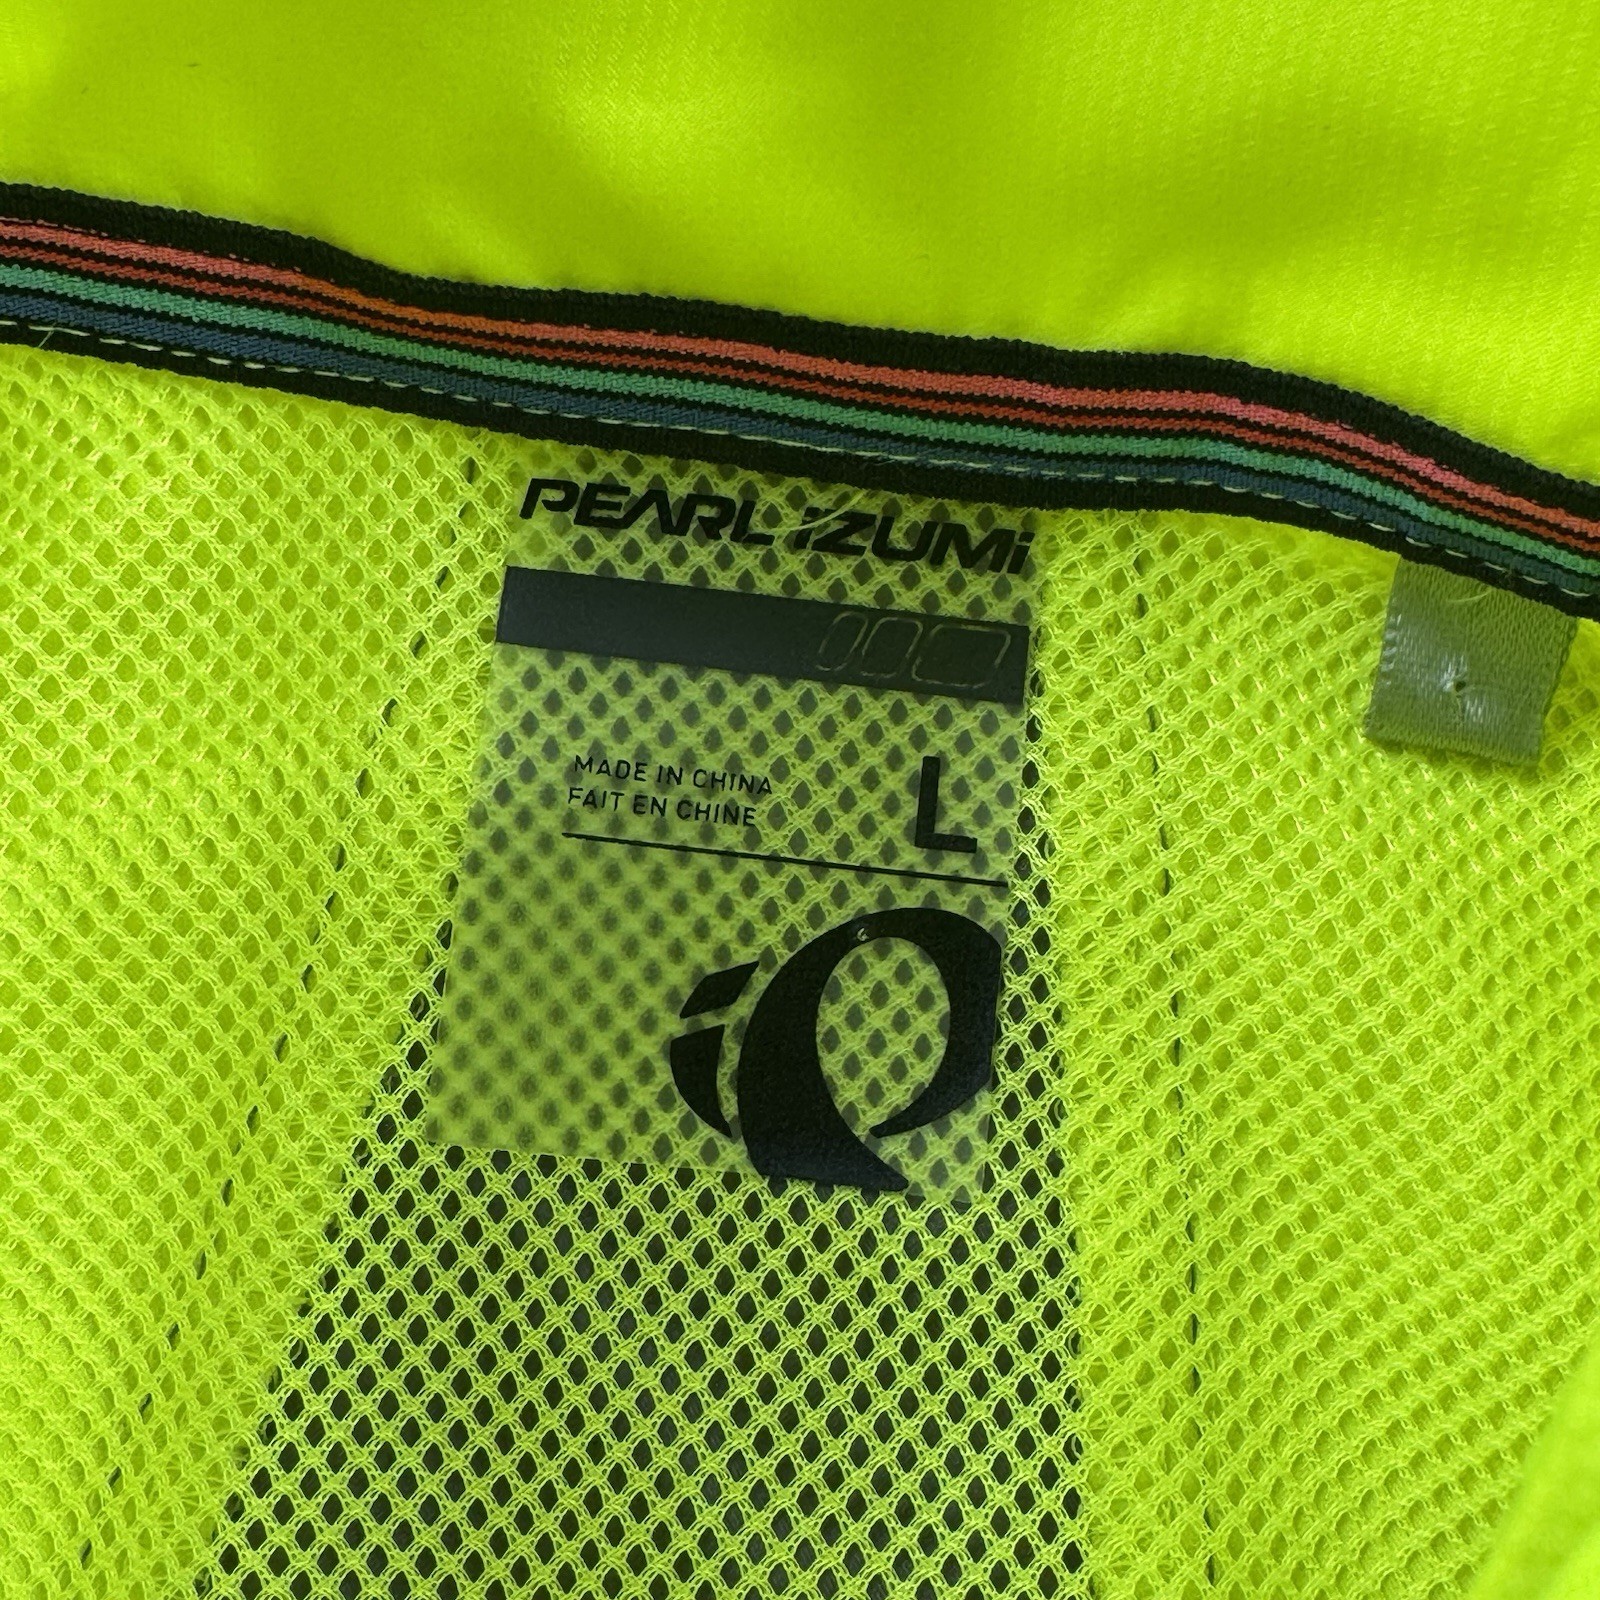 PEARL iZUMi
MADE IN CHINA
FAIT EN CHINE
L